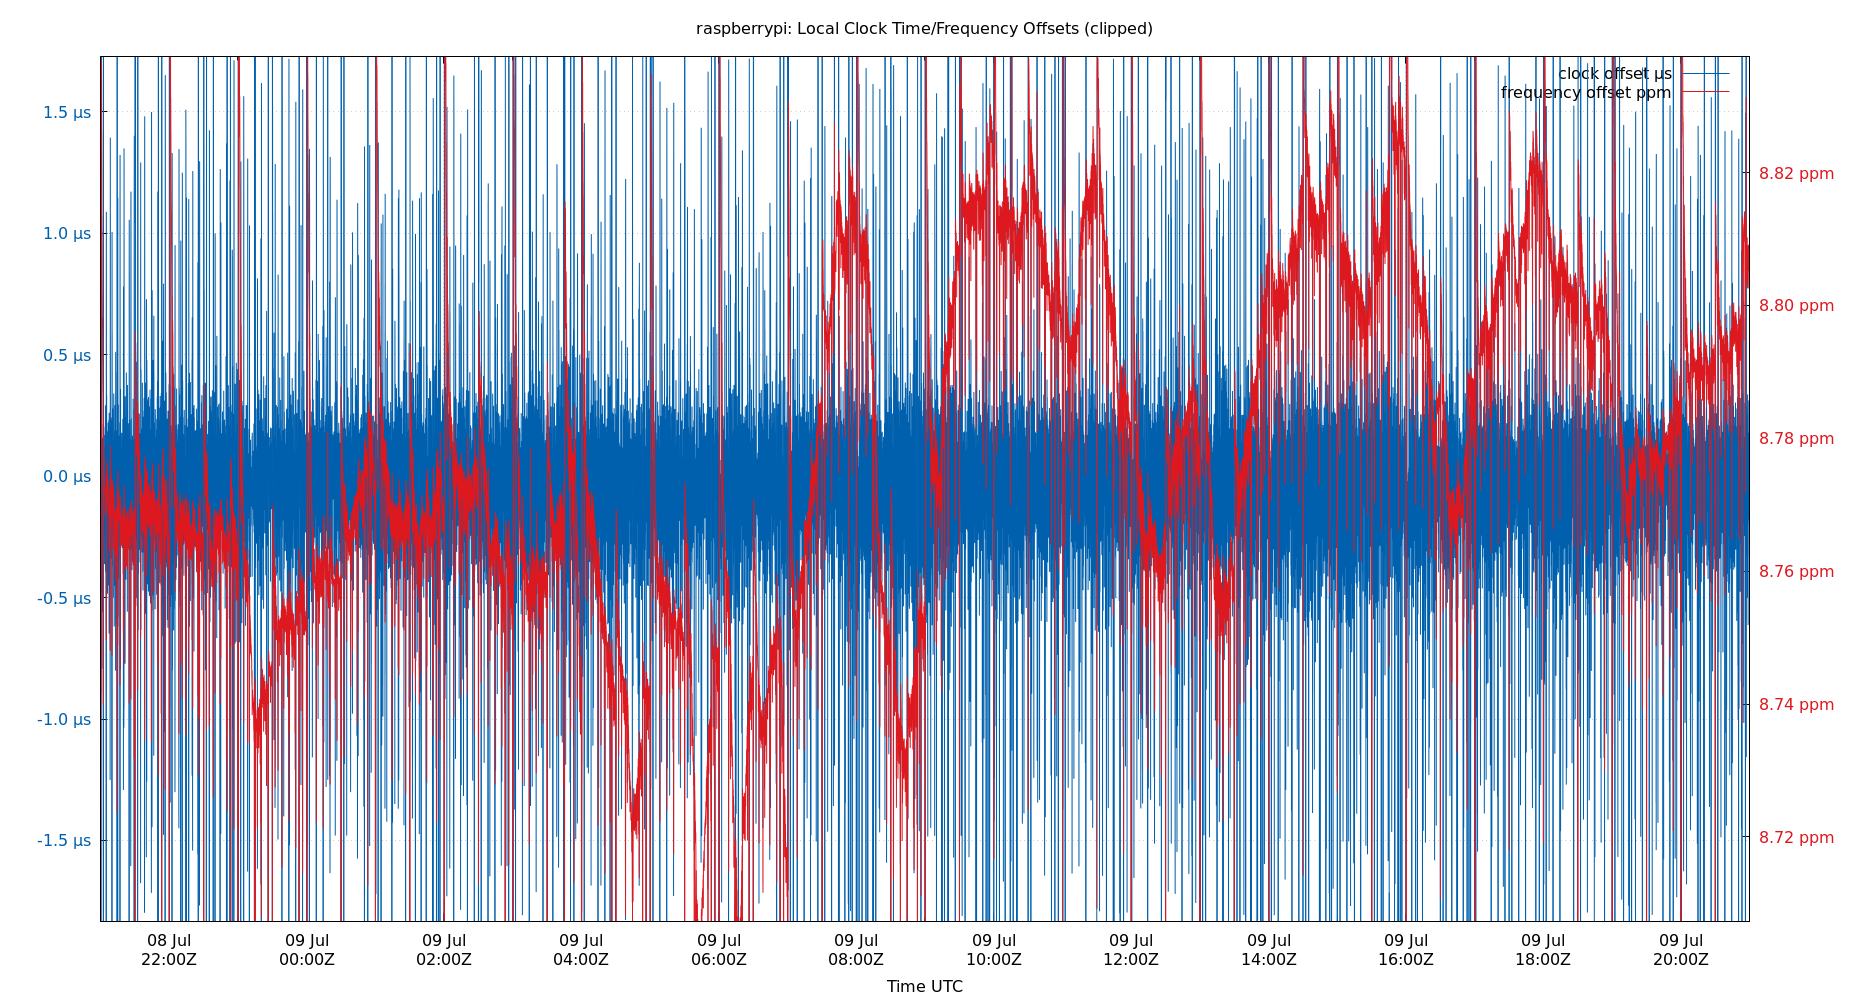 raspberrypi: Local Clock Time/Frequency Offsets (clipped)
clock offset µs
frequency offset ppm
1.5 µs
1.0 µs
0.5 µs
0.0 µs
-0.5 µs
-1.0 µs
-1.5 µs
8.82 ppm
8.80 ppm
8.78 ppm
8.76 ppm
8.74 ppm
8.72 ppm
08 Jul 09 Jul 09 Jul 09 Jul 09 Jul 09 Jul 09 Jul 09 Jul 09 Jul 09 Jul 09 Jul 09 Jul
22:00Z 00:00Z 02:00Z 04:00Z 06:00Z 08:00Z 10:00Z 12:00Z 14:00Z 16:00Z 18:00Z 20:00Z
Time UTC